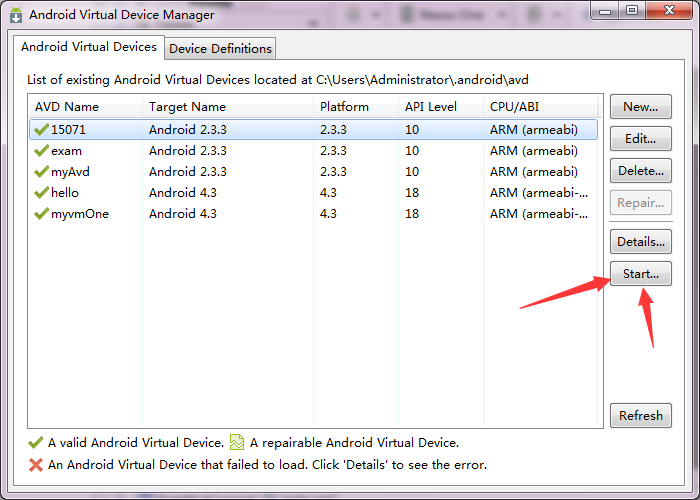 Android Virtual Device Manager
Android Virtual Devices Device Definitions
List of existing Android Virtual Devices located at C:\Users\Administrator\.android\avd
AVD Name Target Name Platform API Level CPU/ABI
15071 Android 2.3.3 2.3.3 10 ARM (armeabi)
exam Android 2.3.3 2.3.3 10 ARM (armeabi)
myAvd Android 2.3.3 2.3.3 10 ARM (armeabi)
hello Android 4.3 4.3 18 ARM (armeabi-...
myvmOne Android 4.3 4.3 18 ARM (armeabi-...
New...
Edit...
Delete...
Repair...
Details...
Start...
Refresh
A valid Android Virtual Device. A repairable Android Virtual Device.
An Android Virtual Device that failed to load. Click 'Details' to see the error.